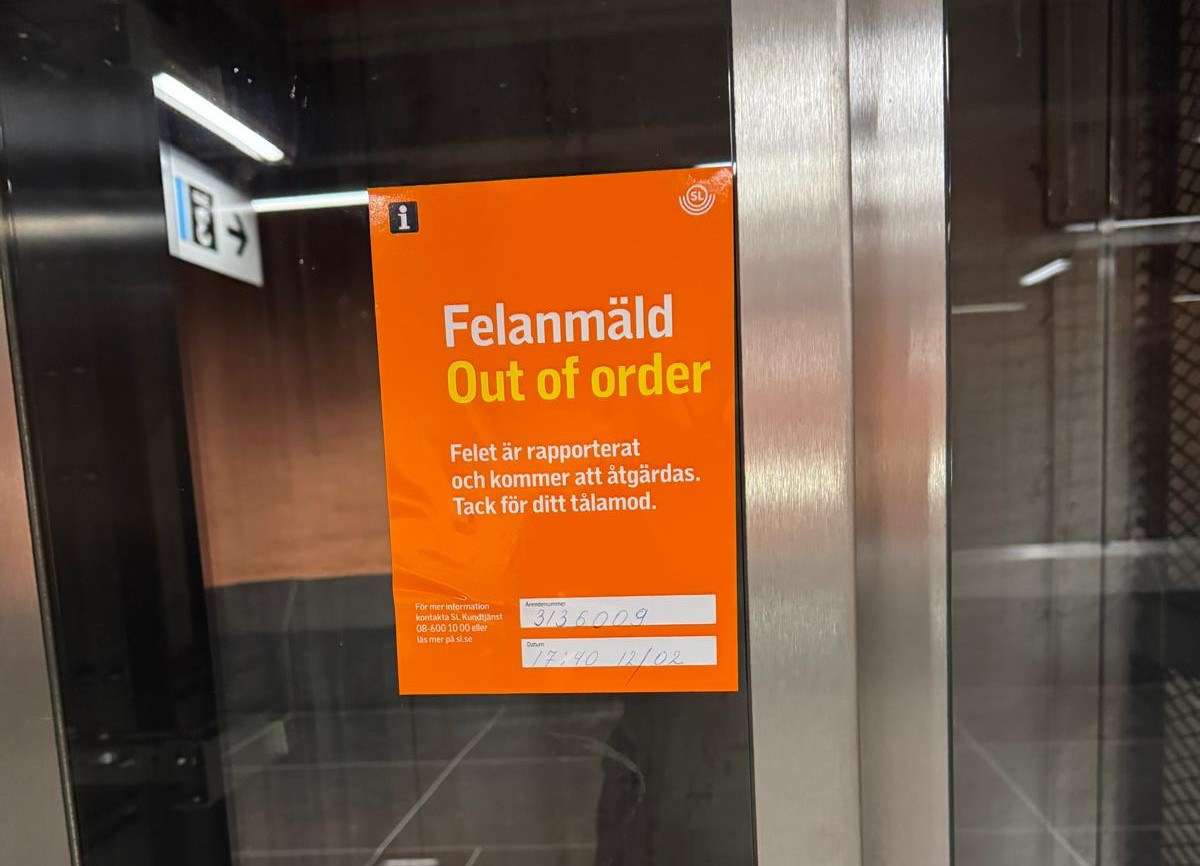 SL
Felanmäld
Out of order
Felet är rapporterat
och kommer att åtgärdas.
Tack för ditt tålamod.
För mer information
kontakta SL Kundtjänst
08-600 10 00 eller
läs mer på sl.se
Ärendenummer
3136009
Datum
17:40 12/02